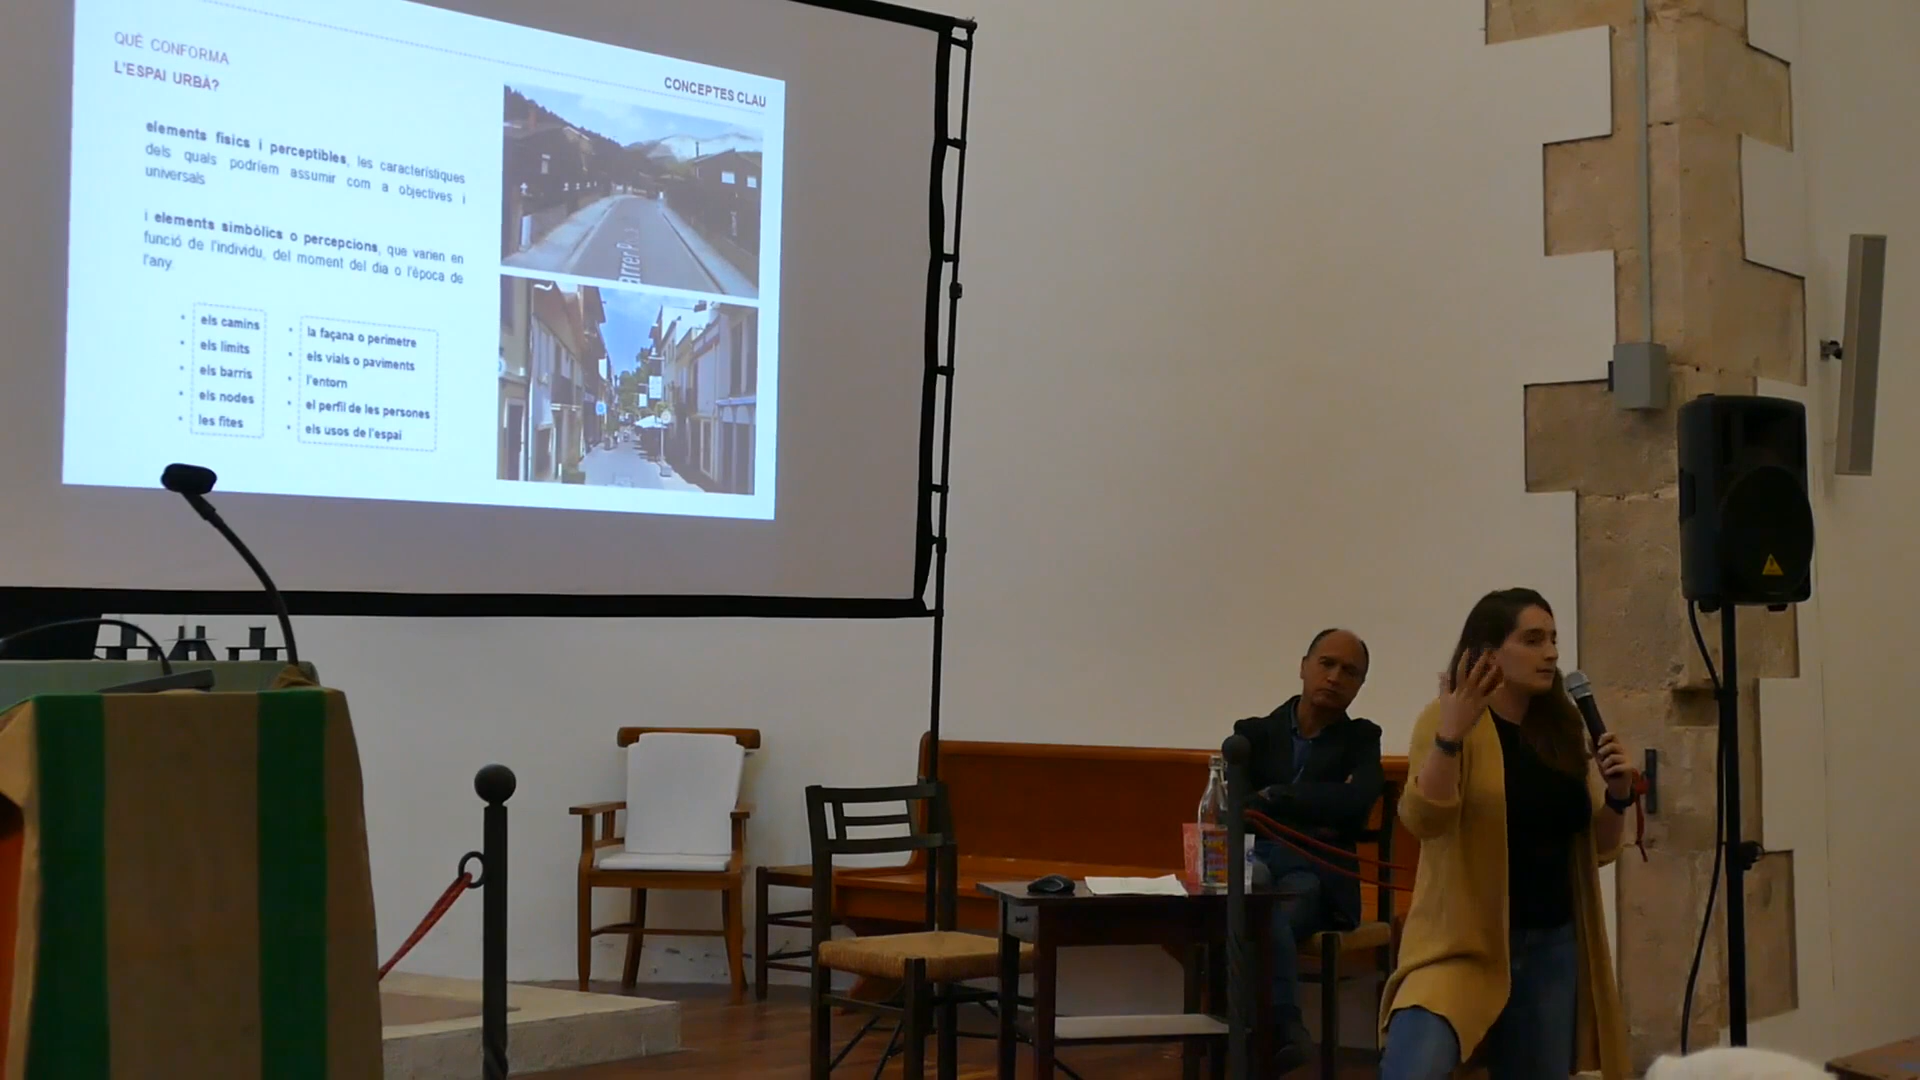 QUÈ CONFORMA
L'ESPAI URBÀ?
CONCEPTES CLAU
elements físics i perceptibles, les característiques
dels quals podríem assumir com a objectives i
universals
i elements simbòlics o percepcions, que varien en
funció de l'individu, del moment del dia o l'època de
l'any.
els camins
els límits
els barris
els nodes
les fites
la façana o perímetre
els vials o paviments
l'entorn
el perfil de les persones
els usos de l'espai